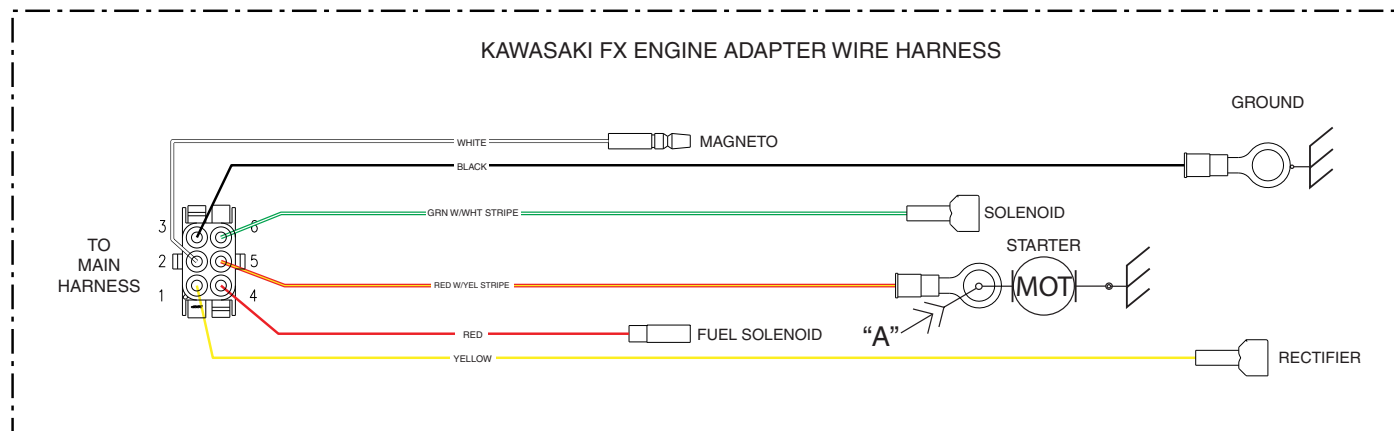 KAWASAKI FX ENGINE ADAPTER WIRE HARNESS
GROUND
WHITE
MAGNETO
BLACK
GRN W/WHT STRIPE
SOLENOID
3
6
TO
MAIN
HARNESS
2
5
STARTER
RED W/YEL STRIPE
MOT
1
4
RED
FUEL SOLENOID
“A”
YELLOW
RECTIFIER